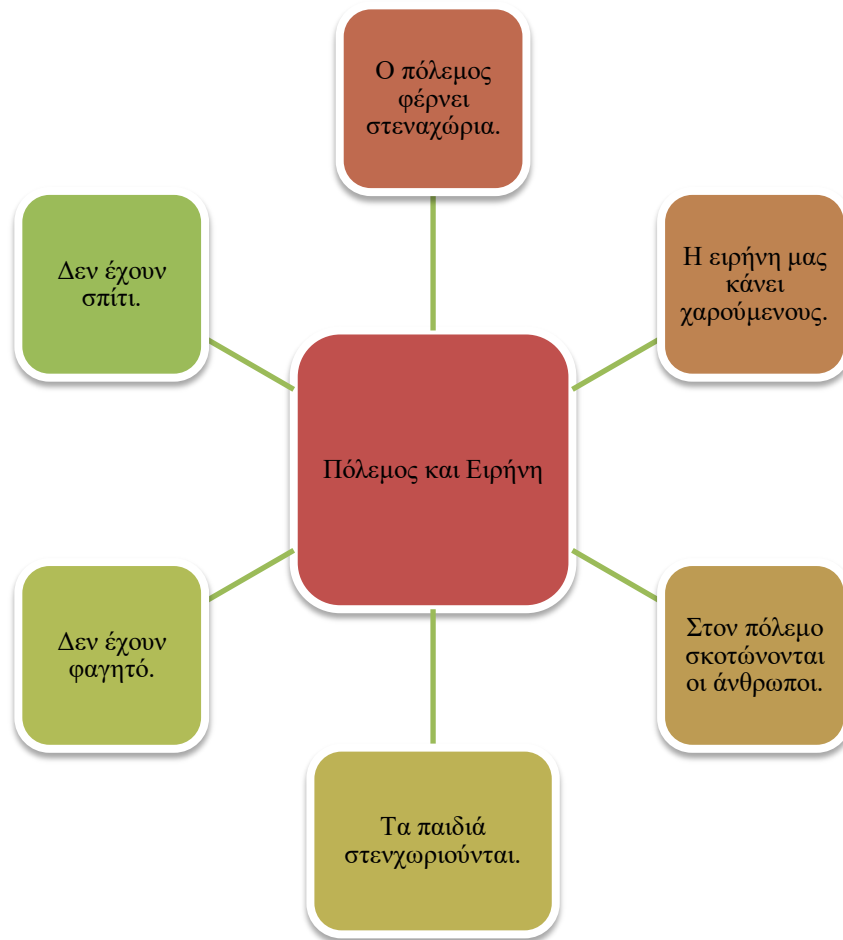 Ο πόλεμος
φέρνει
στεναχώρια.
Η ειρήνη μας
κάνει
χαρούμενους.
Στον πόλεμο
σκοτώνονται
οι άνθρωποι.
Τα παιδιά
στενχωριούνται.
Δεν έχουν
φαγητό.
Δεν έχουν
σπίτι.
Πόλεμος και Ειρήνη